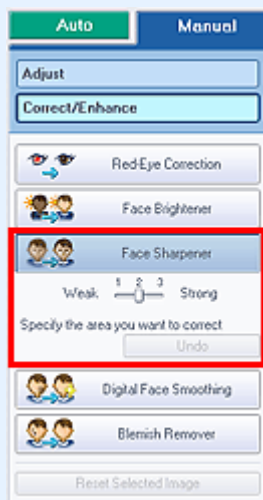 Auto Manual
Adjust
Correct/Enhance
Red-Eye Correction
Face Brightener
Face Sharpener
1 2 3
Weak Strong
Specify the area you want to correct
Undo
Digital Face Smoothing
Blemish Remover
Reset Selected Image